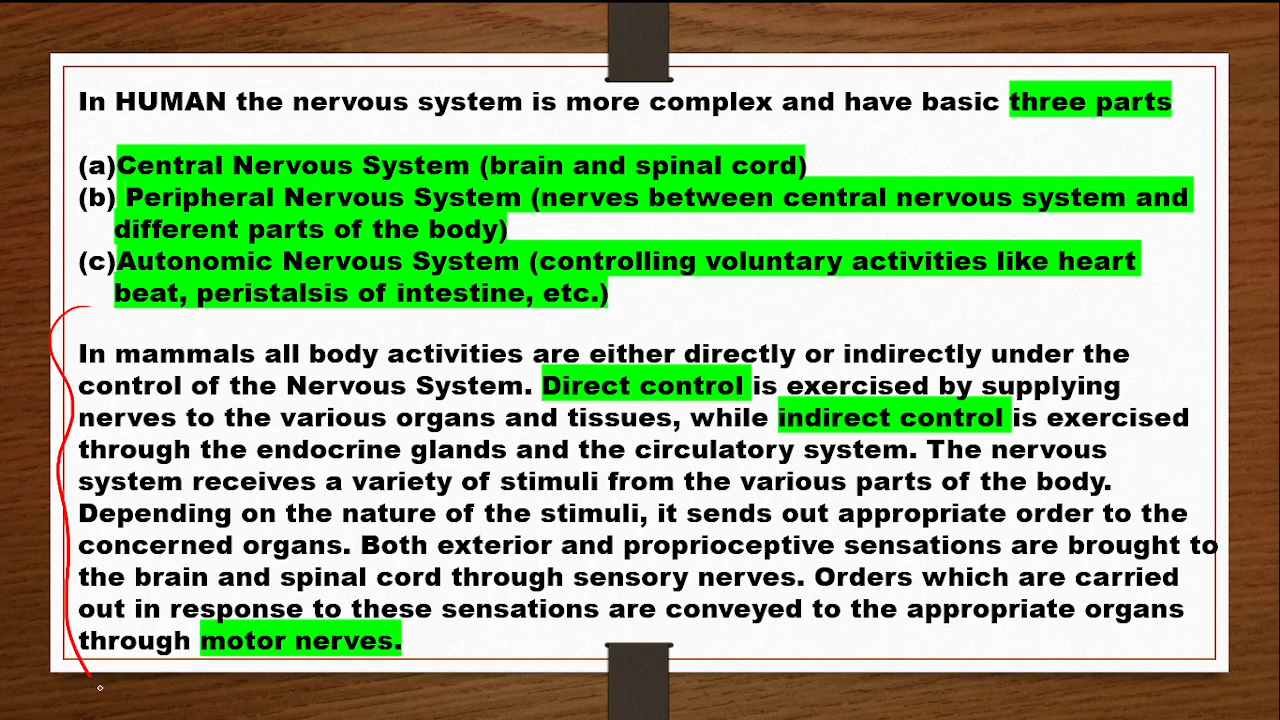 In HUMAN the nervous system is more complex and have basic three parts
(a)Central Nervous System (brain and spinal cord)
(b) Peripheral Nervous System (nerves between central nervous system and
different parts of the body)
(c)Autonomic Nervous System (controlling voluntary activities like heart
beat, peristalsis of intestine, etc.)
In mammals all body activities are either directly or indirectly under the
control of the Nervous System. Direct control is exercised by supplying
nerves to the various organs and tissues, while indirect control is exercised
through the endocrine glands and the circulatory system. The nervous
system receives a variety of stimuli from the various parts of the body.
Depending on the nature of the stimuli, it sends out appropriate order to the
concerned organs. Both exterior and proprioceptive sensations are brought to
the brain and spinal cord through sensory nerves. Orders which are carried
out in response to these sensations are conveyed to the appropriate organs
through motor nerves.